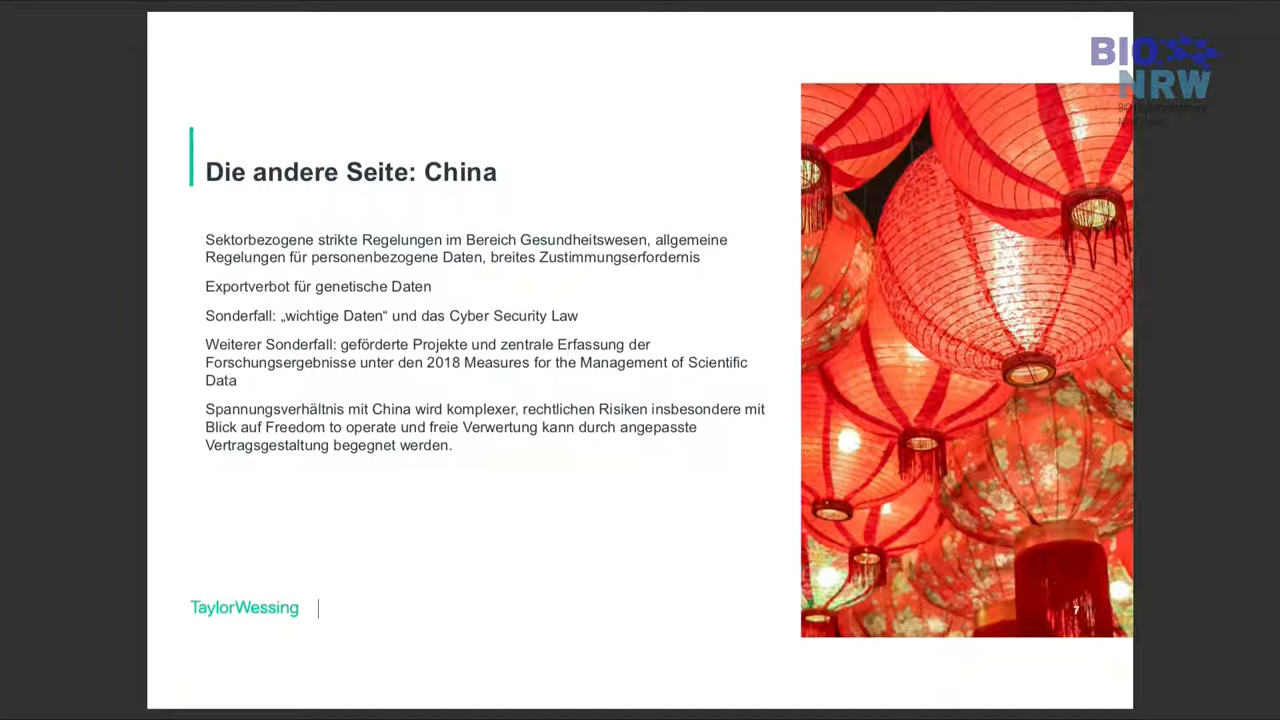 BIO
NRW
Die andere Seite: China
Sektorbezogene strikte Regelungen im Bereich Gesundheitswesen, allgemeine
Regelungen für personenbezogene Daten, breites Zustimmungserfordernis
Exportverbot für genetische Daten
Sonderfall: „wichtige Daten“ und das Cyber Security Law
Weiterer Sonderfall: geförderte Projekte und zentrale Erfassung der
Forschungsergebnisse unter den 2018 Measures for the Management of Scientific
Data
Spannungsverhältnis mit China wird komplexer, rechtlichen Risiken insbesondere mit
Blick auf Freedom to operate und freie Verwertung kann durch angepasste
Vertragsgestaltung begegnet werden.
TaylorWessing
7